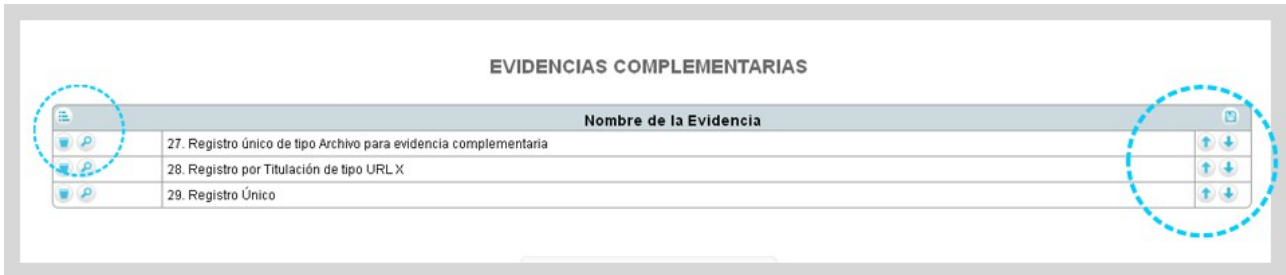 EVIDENCIAS COMPLEMENTARIAS
Nombre de la Evidencia
27. Registro único de tipo Archivo para evidencia complementaria
28. Registro por Titulación de tipo URL X
29. Registro Único